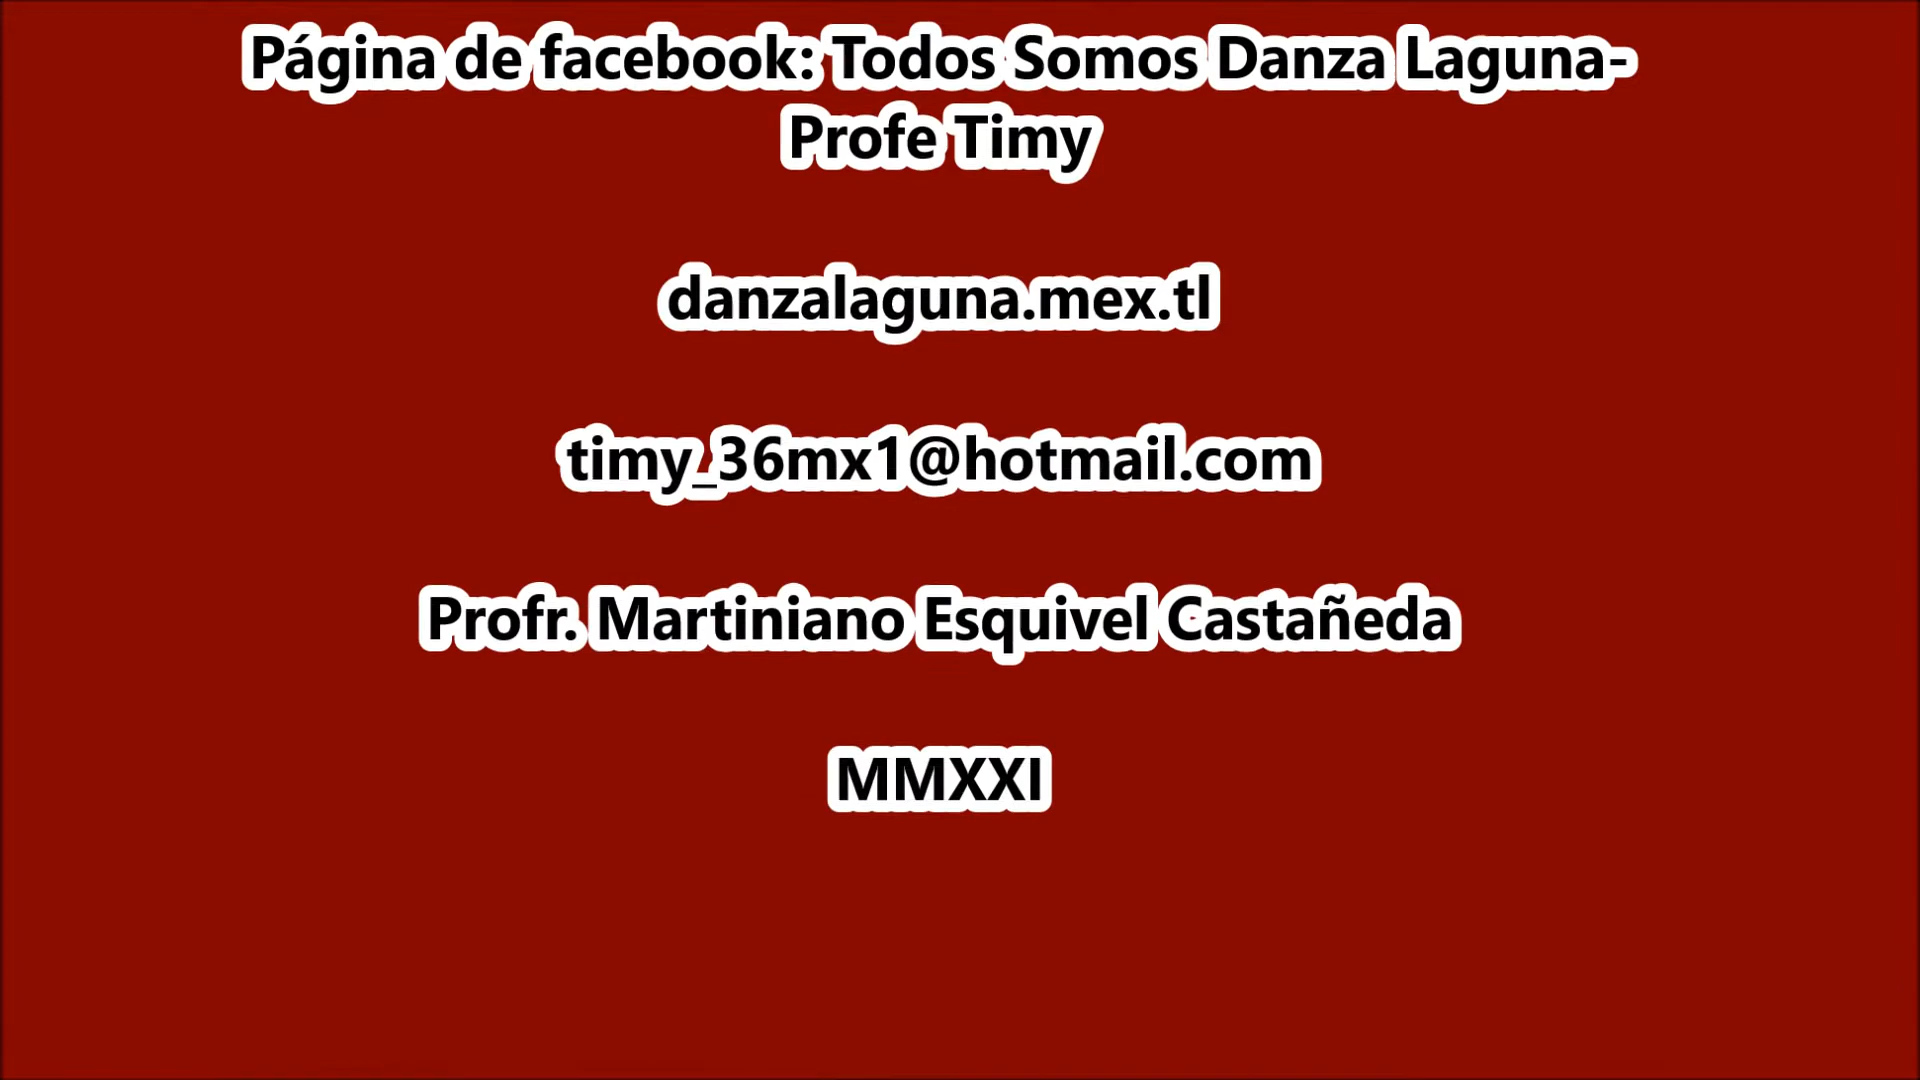 Página de facebook: Todos Somos Danza Laguna-
Profe Timy
danzalaguna.mex.tl
timy_36mx1@hotmail.com
Profr. Martiniano Esquivel Castañeda
MMXXI